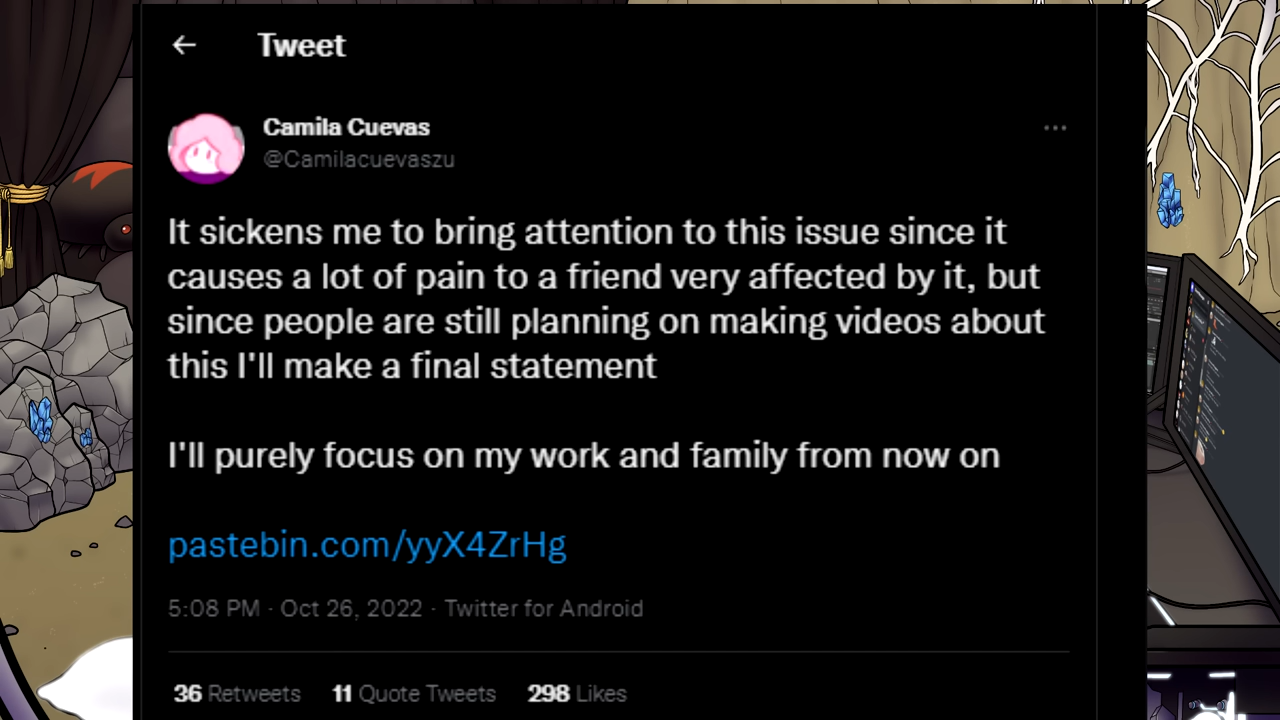 Tweet
Camila Cuevas
@Camilacuevaszu
It sickens me to bring attention to this issue since it
causes a lot of pain to a friend very affected by it, but
since people are still planning on making videos about
this I'll make a final statement
I'll purely focus on my work and family from now on
pastebin.com/yyX4ZrHg
5:08 PM · Oct 26, 2022 · Twitter for Android
36 Retweets 11 Quote Tweets 298 Likes